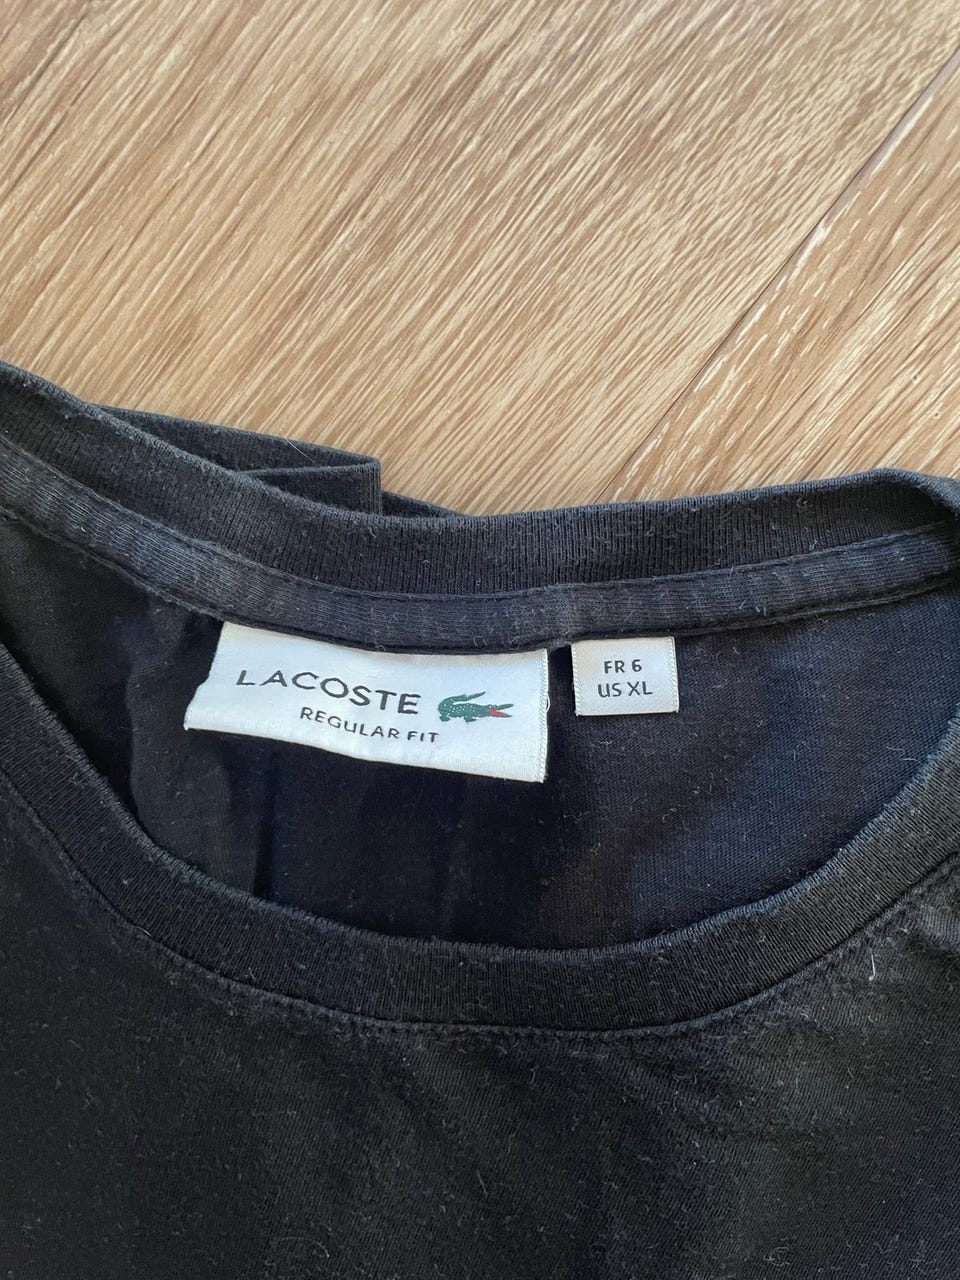 LACOSTE
REGULAR FIT
FR 6
US XL